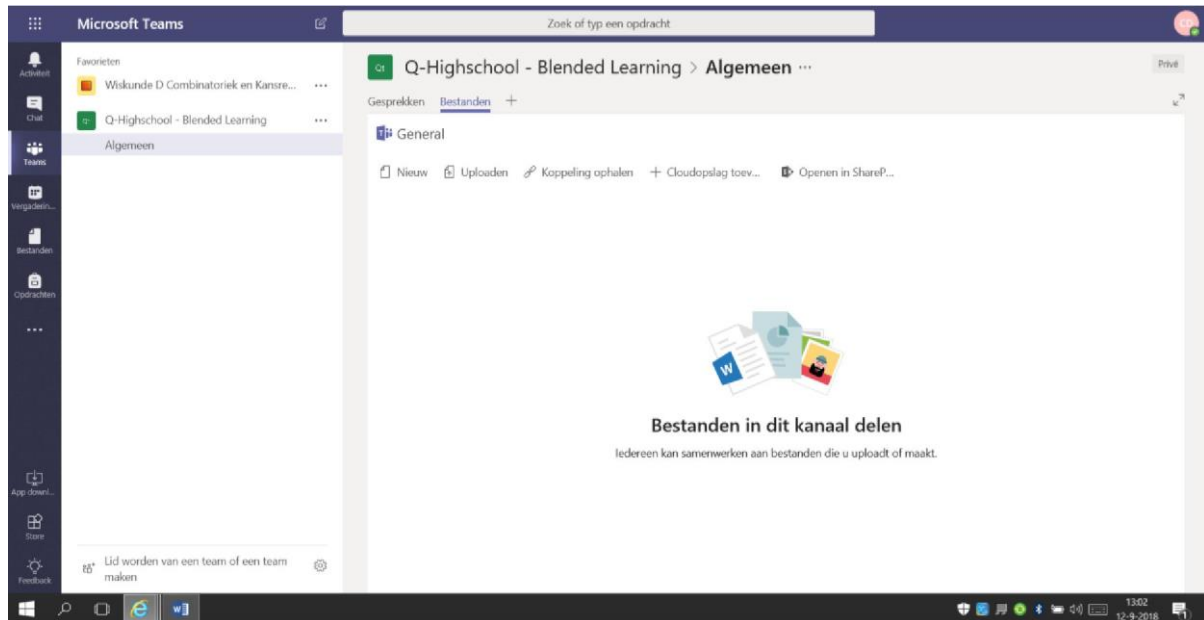 Microsoft Teams
Zoek of typ een opdracht
CD
Activiteit
Chat
Teams
Vergaderin...
Bestanden
Opdrachten
App downl...
Store
Feedback
Favorieten
Wiskunde D Combinatoriek en Kansre...
Q-Highschool - Blended Learning
Algemeen
Lid worden van een team of een team
maken
Q-Highschool - Blended Learning > Algemeen ...
Privé
Gesprekken Bestanden +
General
Nieuw Uploaden Koppeling ophalen + Cloudopslag toev... Openen in ShareP...
W
Bestanden in dit kanaal delen
Iedereen kan samenwerken aan bestanden die u uploadt of maakt.
13:02
12-9-2018